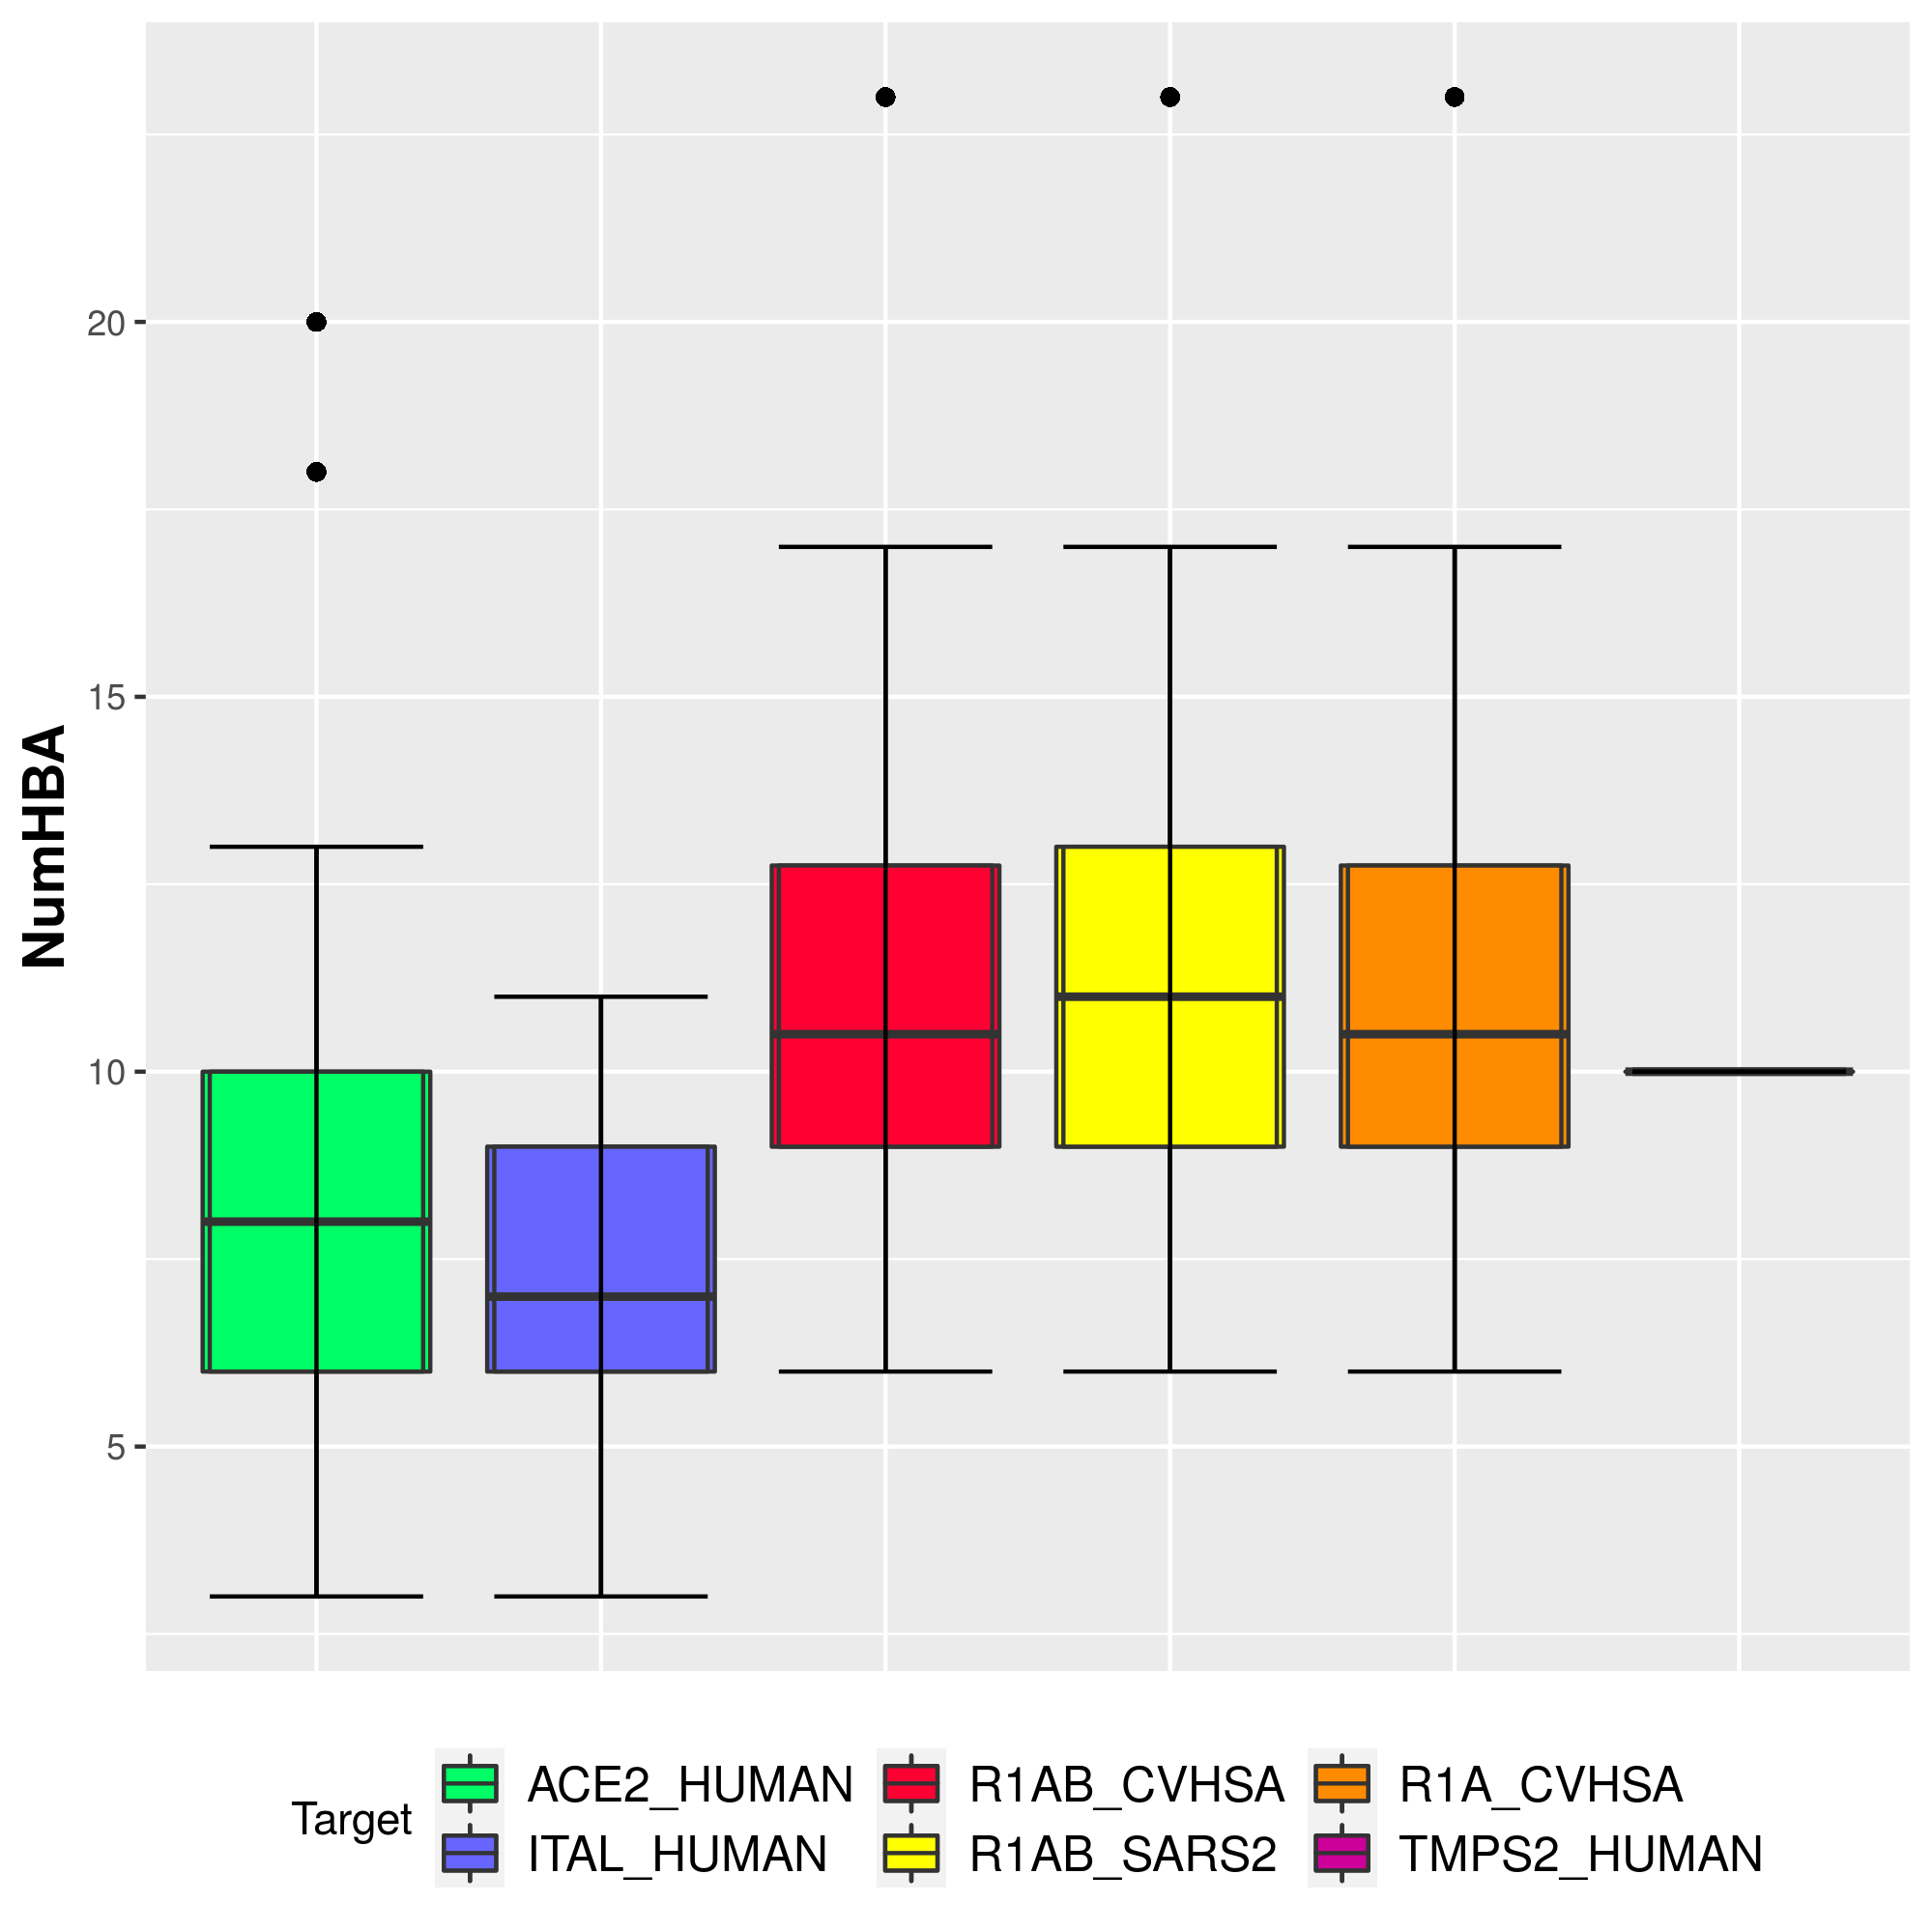 NumHBA
20
15
10
5
Target
ACE2_HUMAN R1AB_CVHSA R1A_CVHSA
ITAL_HUMAN R1AB_SARS2 TMPS2_HUMAN